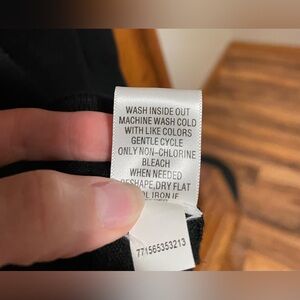 WASH INSIDE OUT
MACHINE WASH COLD
WITH LIKE COLORS
GENTLE CYCLE
ONLY NON-CHLORINE
BLEACH
WHEN NEEDED
RESHAPE,DRY FLAT
IRON IF
771565353213